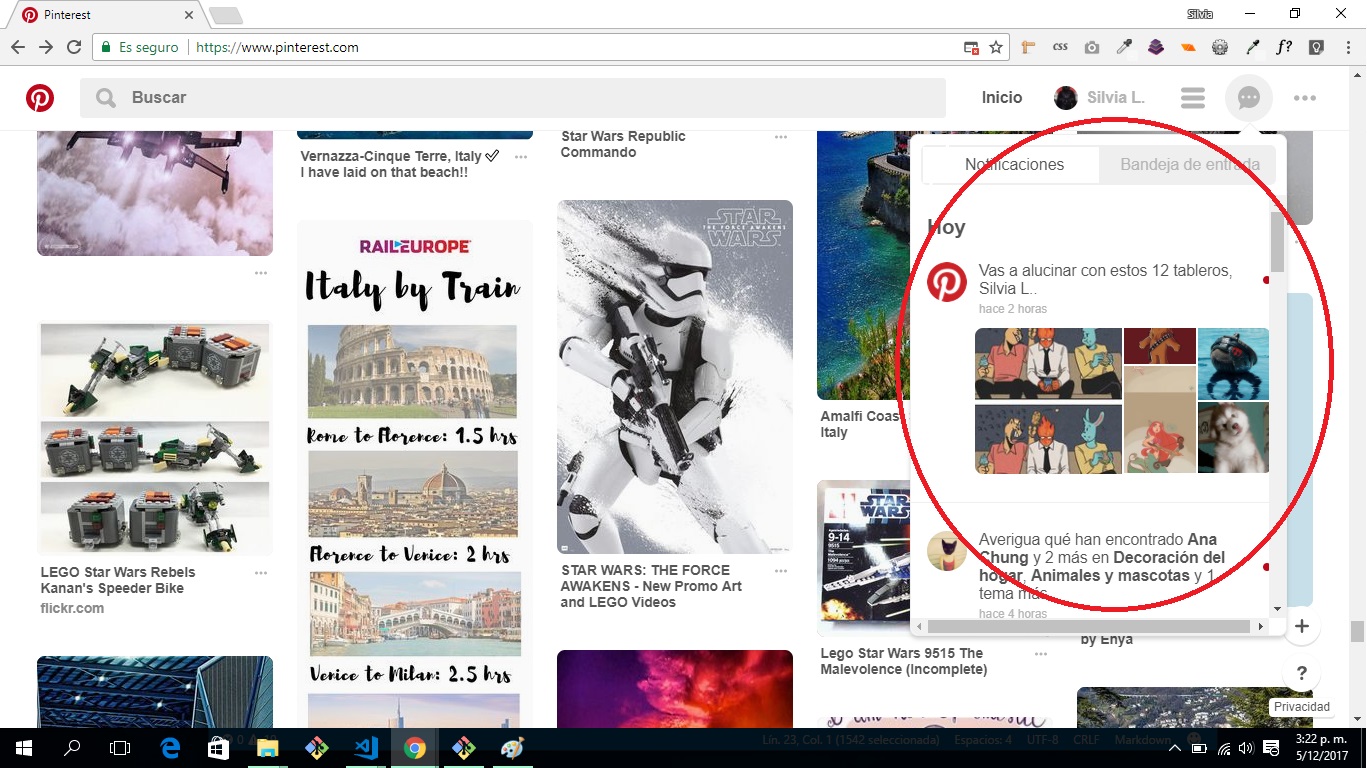 Pinterest
Silvia
Es seguro
https://www.pinterest.com
css
f?
Buscar
Inicio
Silvia L.
Vernazza-Cinque Terre, Italy ✓
I have laid on that beach!!
Star Wars Republic
Commando
Notificaciones
Bandeja de entrada
Hoy
Vas a alucinar con estos 12 tableros,
Silvia L..
hace 2 horas
Averigua qué han encontrado Ana
Chung y 2 más en Decoración del
hogar, Animales y mascotas y 1
tema más
hace 4 horas
RAILEUROPE
Italy by Train
Rome to Florence: 1.5 hrs
Florence to Venice: 2 hrs
Venice to Milan: 2.5 hrs
STAR WARS
THE FORCE AWAKENS
STAR WARS: THE FORCE
AWAKENS - New Promo Art
and LEGO Videos
LEGO Star Wars Rebels
Kanan's Speeder Bike
flickr.com
Amalfi Coas
Italy
STAR WARS
9-14
Lego Star Wars 9515 The
Malevolence (Incomplete)
by Enya
?
Privacidad
Lín. 23, Col. 1 (1542 seleccionada)
Espacios: 4
UTF-8
CRLF
Markdown
3:22 p. m.
5/12/2017